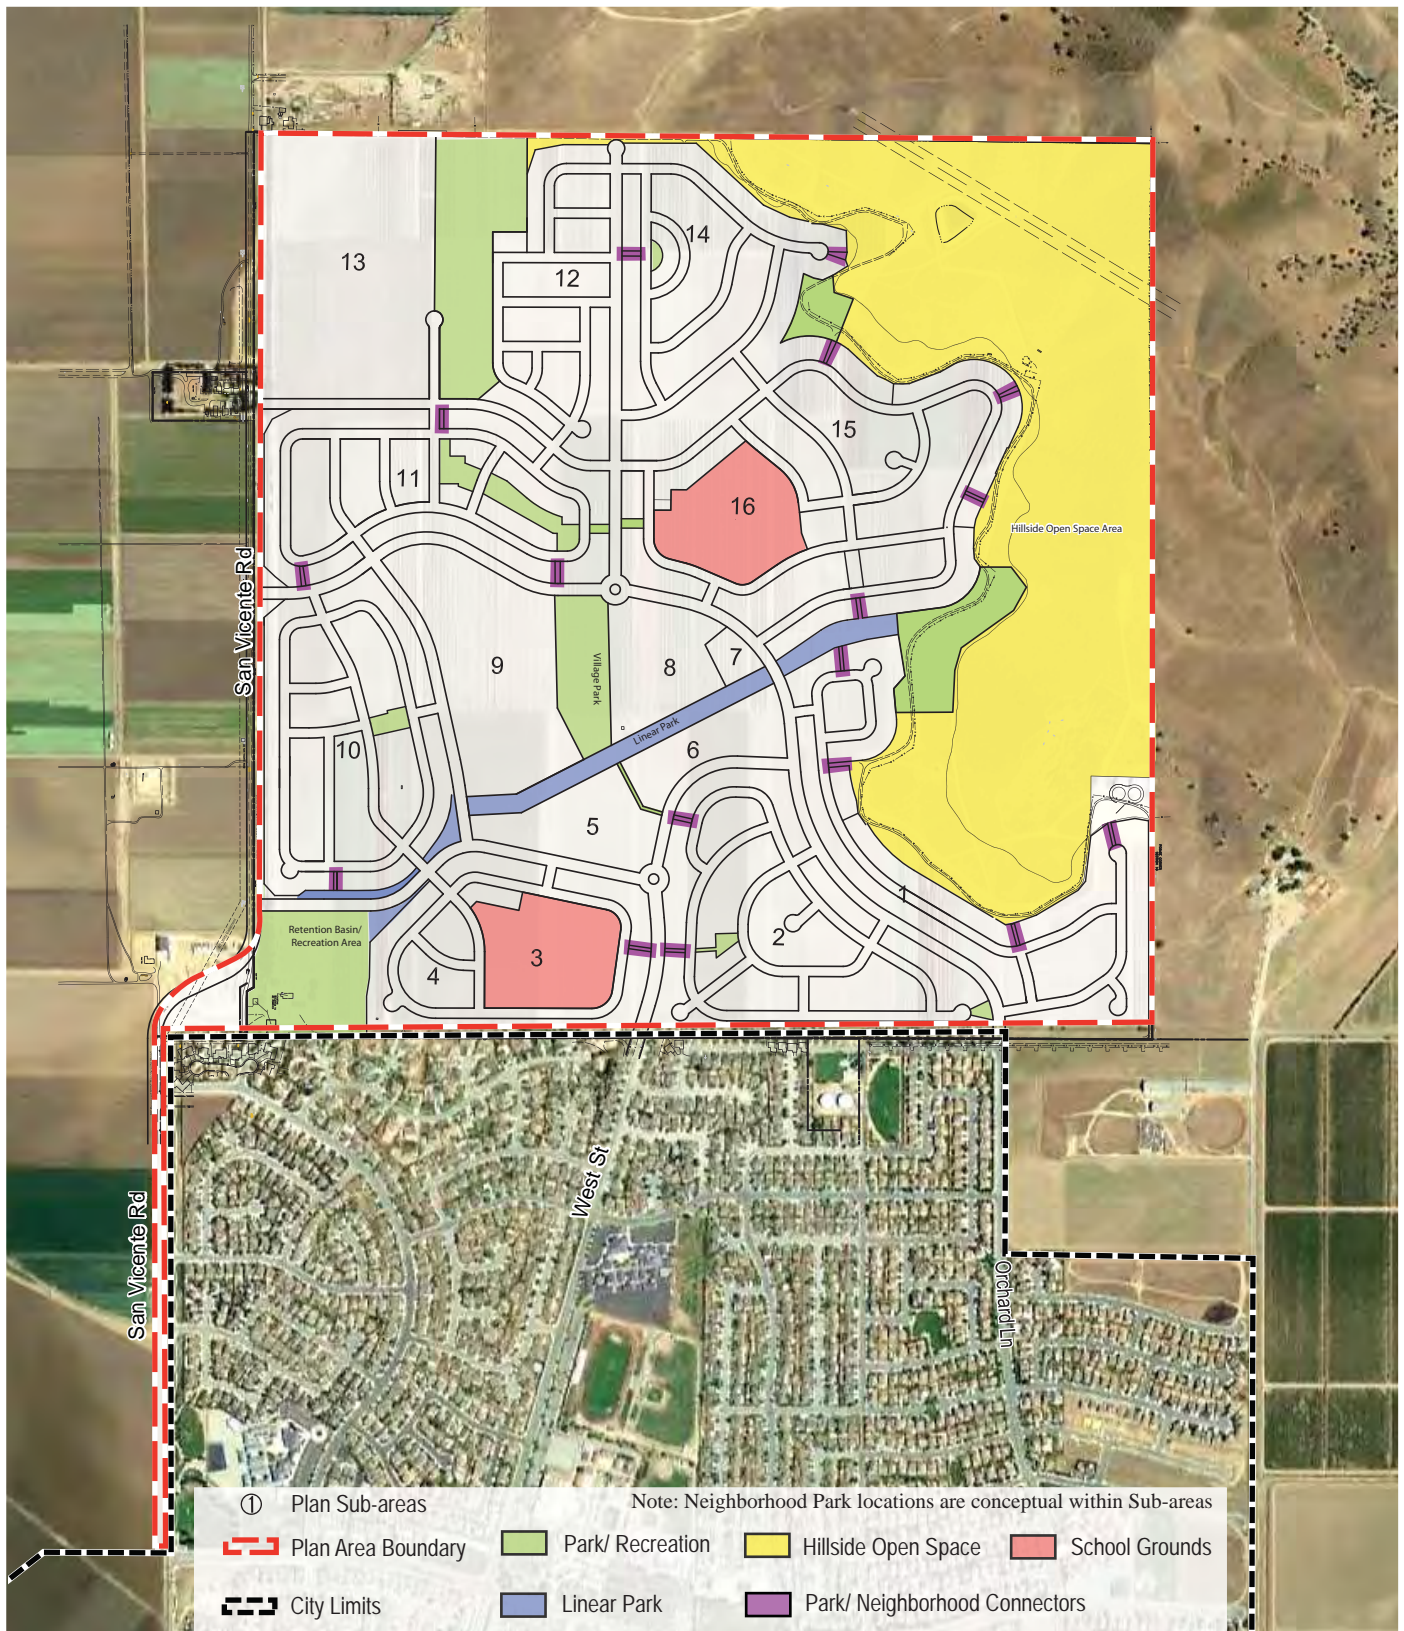 14
13
12
15
11
16
Hillside Open Space Area
San Vicente Rd
Village Park
9
8
7
Linear Park
6
10
5
1
Retention Basin/
Recreation Area
2
3
4
West St
San Vicente Rd
Orchard Ln
1 Plan Sub-areas
Note: Neighborhood Park locations are conceptual within Sub-areas
Plan Area Boundary
Park/ Recreation
Hillside Open Space
School Grounds
City Limits
Linear Park
Park/ Neighborhood Connectors